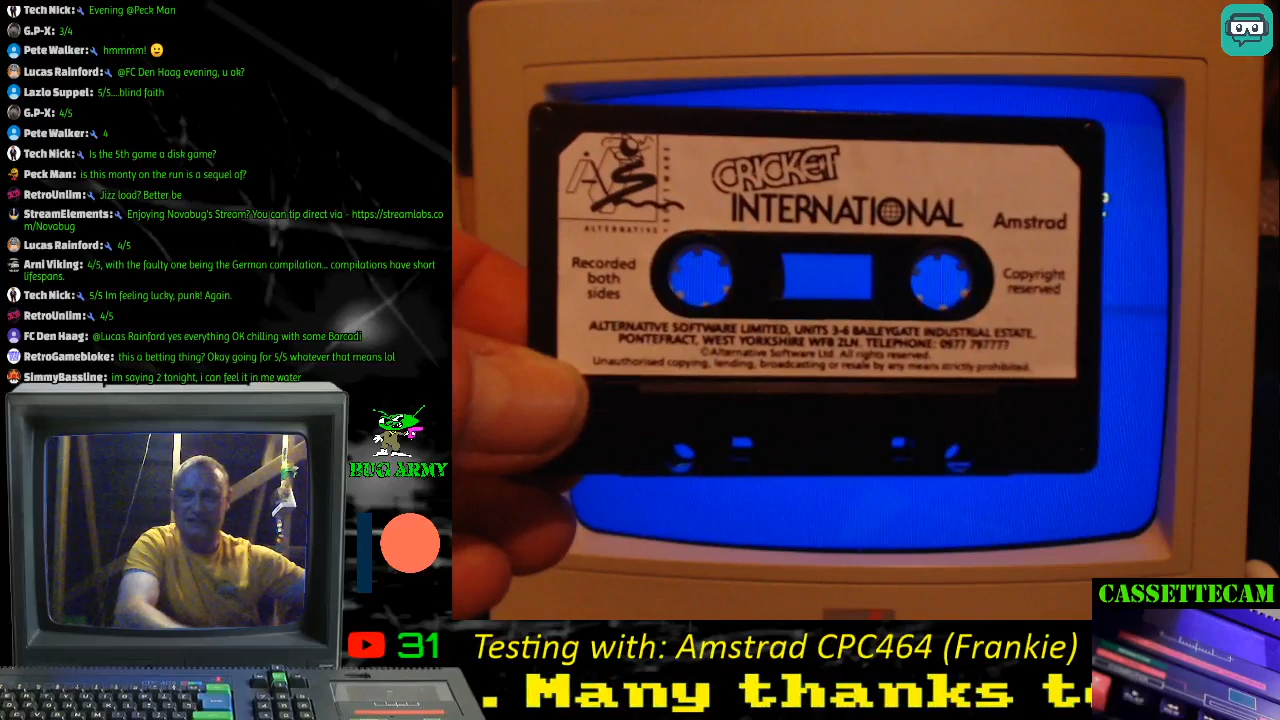 Tech Nick: Evening @Peck Man
G.P-X: 3/4
Pete Walker: hmmmm!
Lucas Rainford: @FC Den Haag evening, u ok?
Lazlo Suppel: 5/5....blind faith
G.P-X: 4/5
Pete Walker: 4
Tech Nick: Is the 5th game a disk game?
Peck Man: is this monty on the run is a sequel of?
RetroUnlim: Jizz load? Better be
StreamElements: Enjoying Novabug's Stream? You can tip direct via - https://streamlabs.co
m/Novabug
Lucas Rainford: 4/5
Arni Viking: 4/5, with the faulty one being the German compilation... compilations have short
lifespans.
Tech Nick: 5/5 Im feeling lucky, punk! Again.
RetroUnlim: 4/5
FC Den Haag: @Lucas Rainford yes everything OK chilling with some Barcadi
RetroGamebloke: this a betting thing? Okay going for 5/5 whatever that means lol
SimmyBassline: im saying 2 tonight, i can feel it in me water
BUG ARMY
31
ALTERNATIVE
SOFTWARE
CRICKET
INTERNATIONAL
Amstrad
Recorded
both
sides
Copyright
reserved
ALTERNATIVE SOFTWARE LIMITED, UNITS 3-6 BAILEYGATE INDUSTRIAL ESTATE,
PONTEFRACT, WEST YORKSHIRE WF8 2LN. TELEPHONE: 0977 797777
©Alternative Software Ltd. All rights reserved.
Unauthorised copying, lending, broadcasting or resale by any means strictly prohibited.
CASSETTECAM
Testing with: Amstrad CPC464 (Frankie)
. Many thanks to